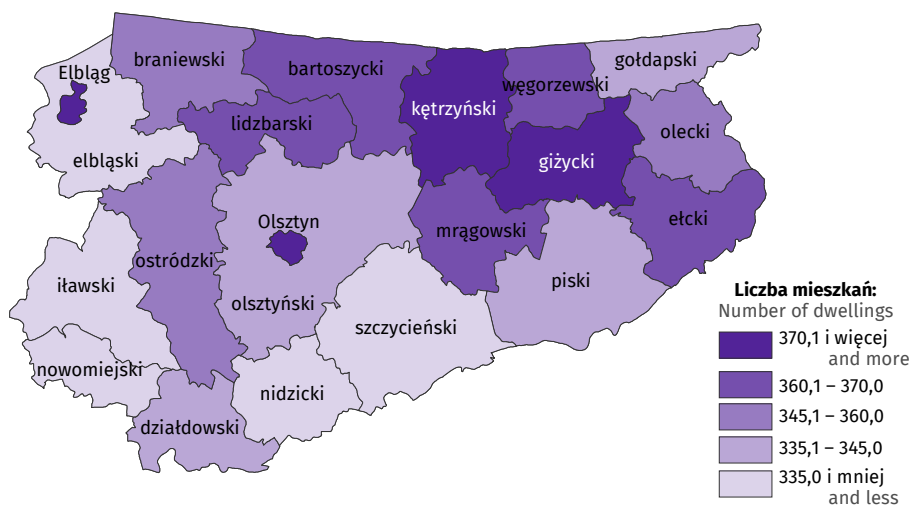 gołdapski
braniewski
bartoszycki
Elbląg
węgorzewski
kętrzyński
lidzbarski
olecki
elbląski
giżycki
Olsztyn
mrągowski
ełcki
ostródzki
piski
iławski
olsztyński
szczycieński
nowomiejski
nidzicki
działdowski
Liczba mieszkań:
Number of dwellings
370,1 i więcej
and more
360,1 – 370,0
345,1 – 360,0
335,1 – 345,0
335,0 i mniej
and less